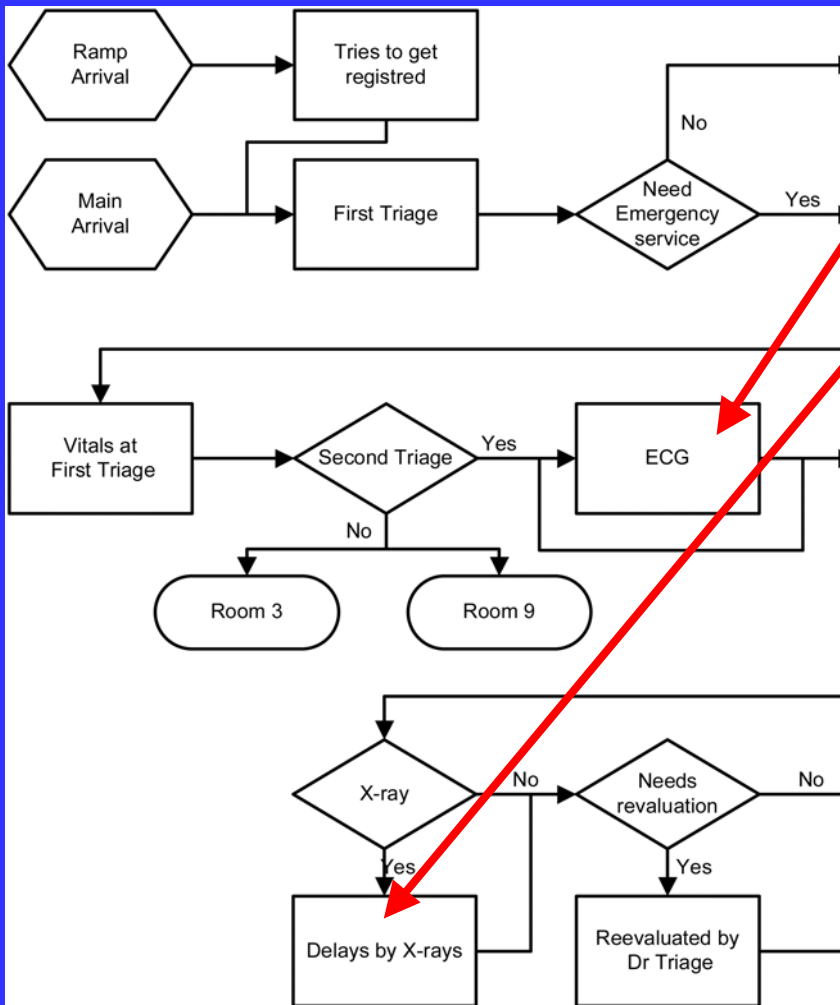 Ramp
Arrival
Tries to get
registred
No
Main
Arrival
First Triage
Need
Emergency
service
Yes
Vitals at
First Triage
Second Triage
Yes
ECG
No
Room 3
Room 9
X-ray
No
Needs
revaluation
No
Yes
Yes
Delays by X-rays
Reevaluated by
Dr Triage